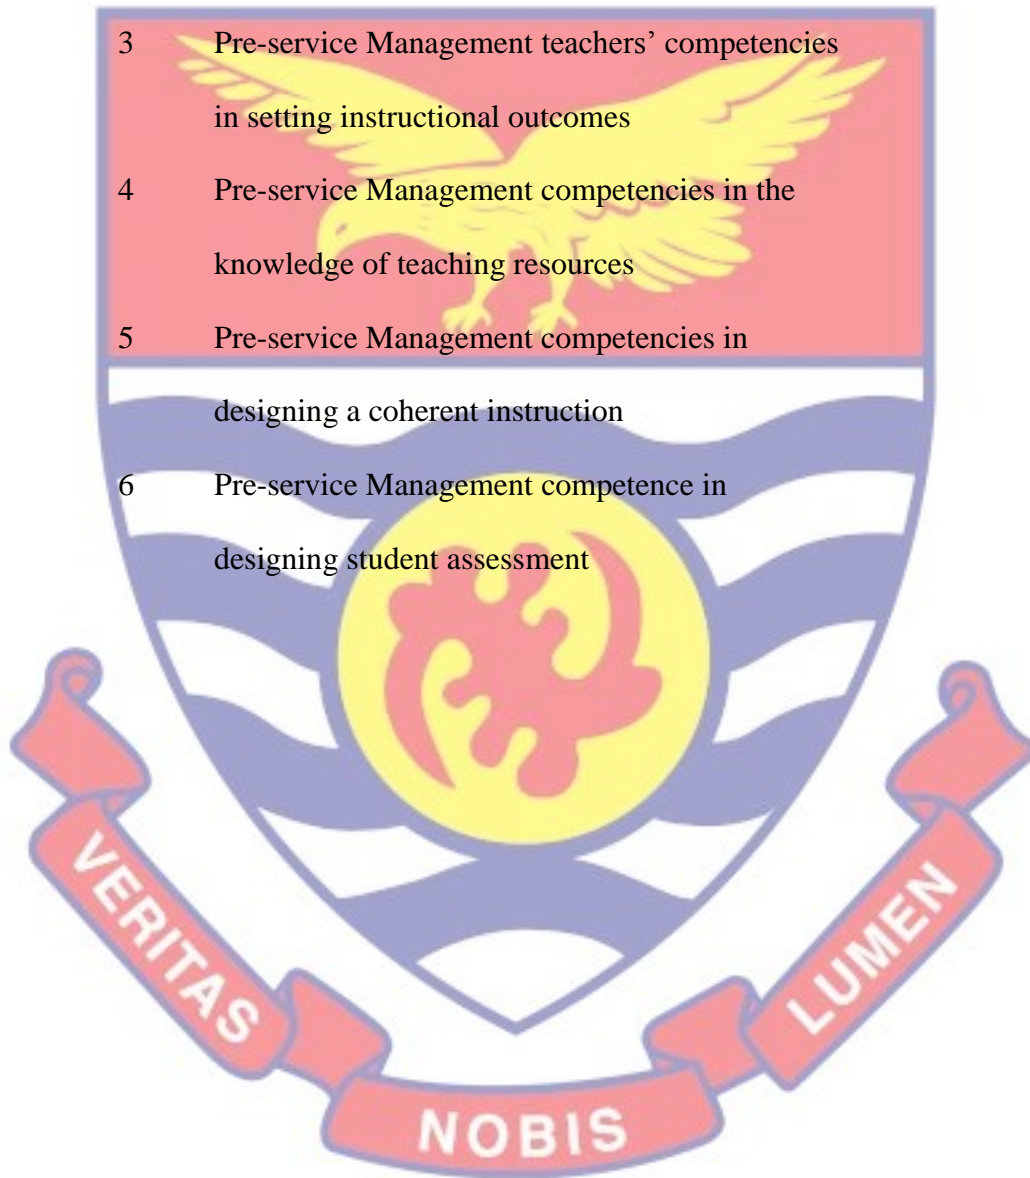 3 Pre-service Management teachers’ competencies
in setting instructional outcomes
4 Pre-service Management competencies in the
knowledge of teaching resources
5 Pre-service Management competencies in
designing a coherent instruction
6 Pre-service Management competence in
designing student assessment
VERITAS
NOBIS
LUMEN